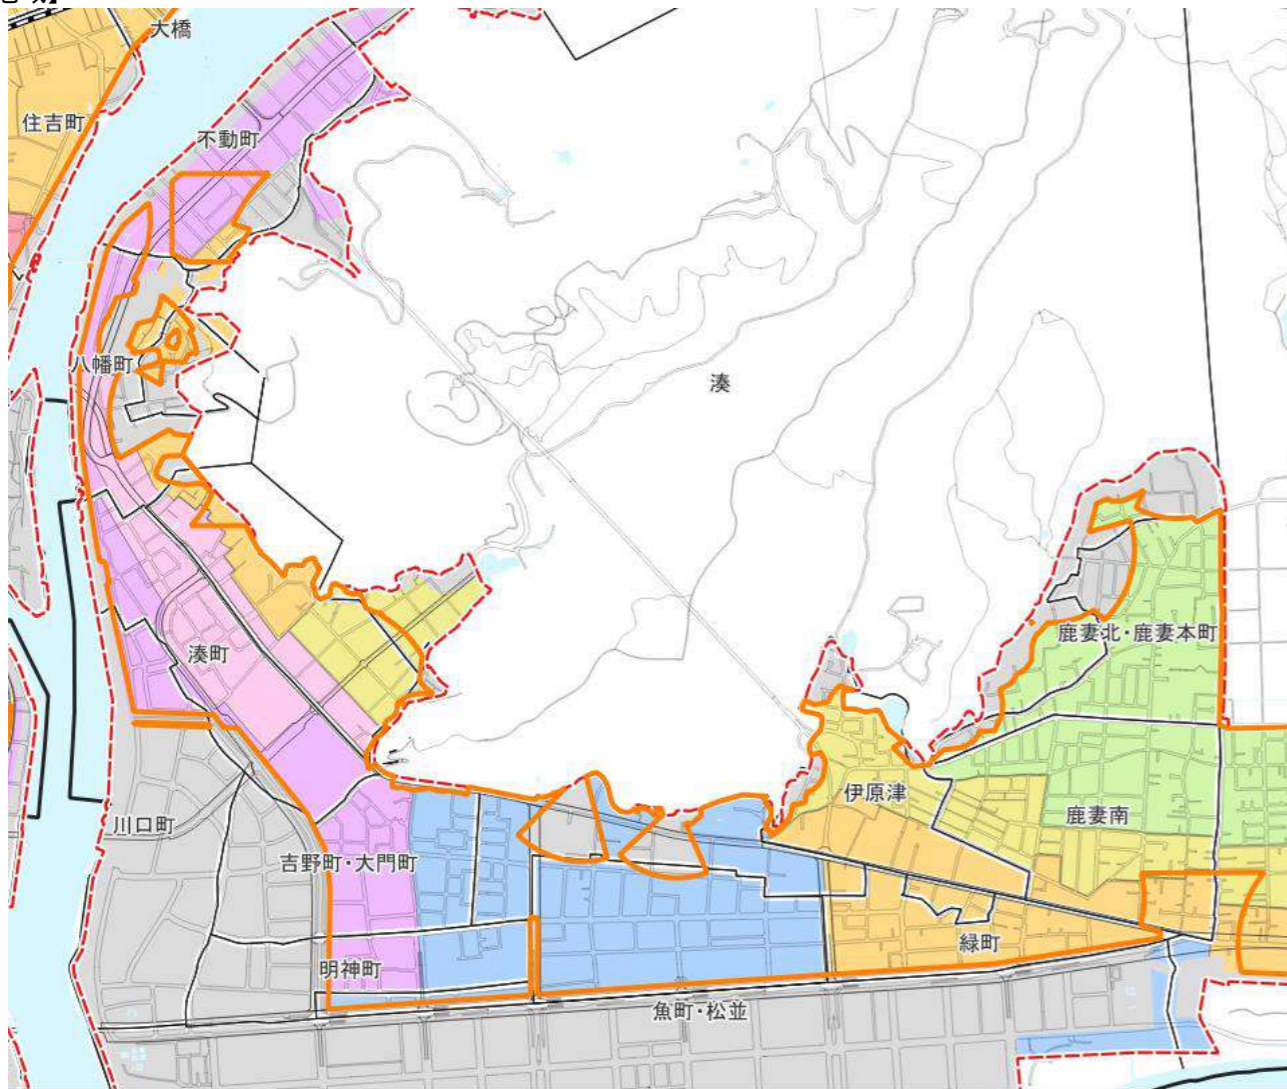 大橋
住吉町
不動町
八幡町
湊
鹿妻北・鹿妻本町
湊町
伊原津
鹿妻南
川口町
吉野町・大門町
緑町
明神町
魚町・松並